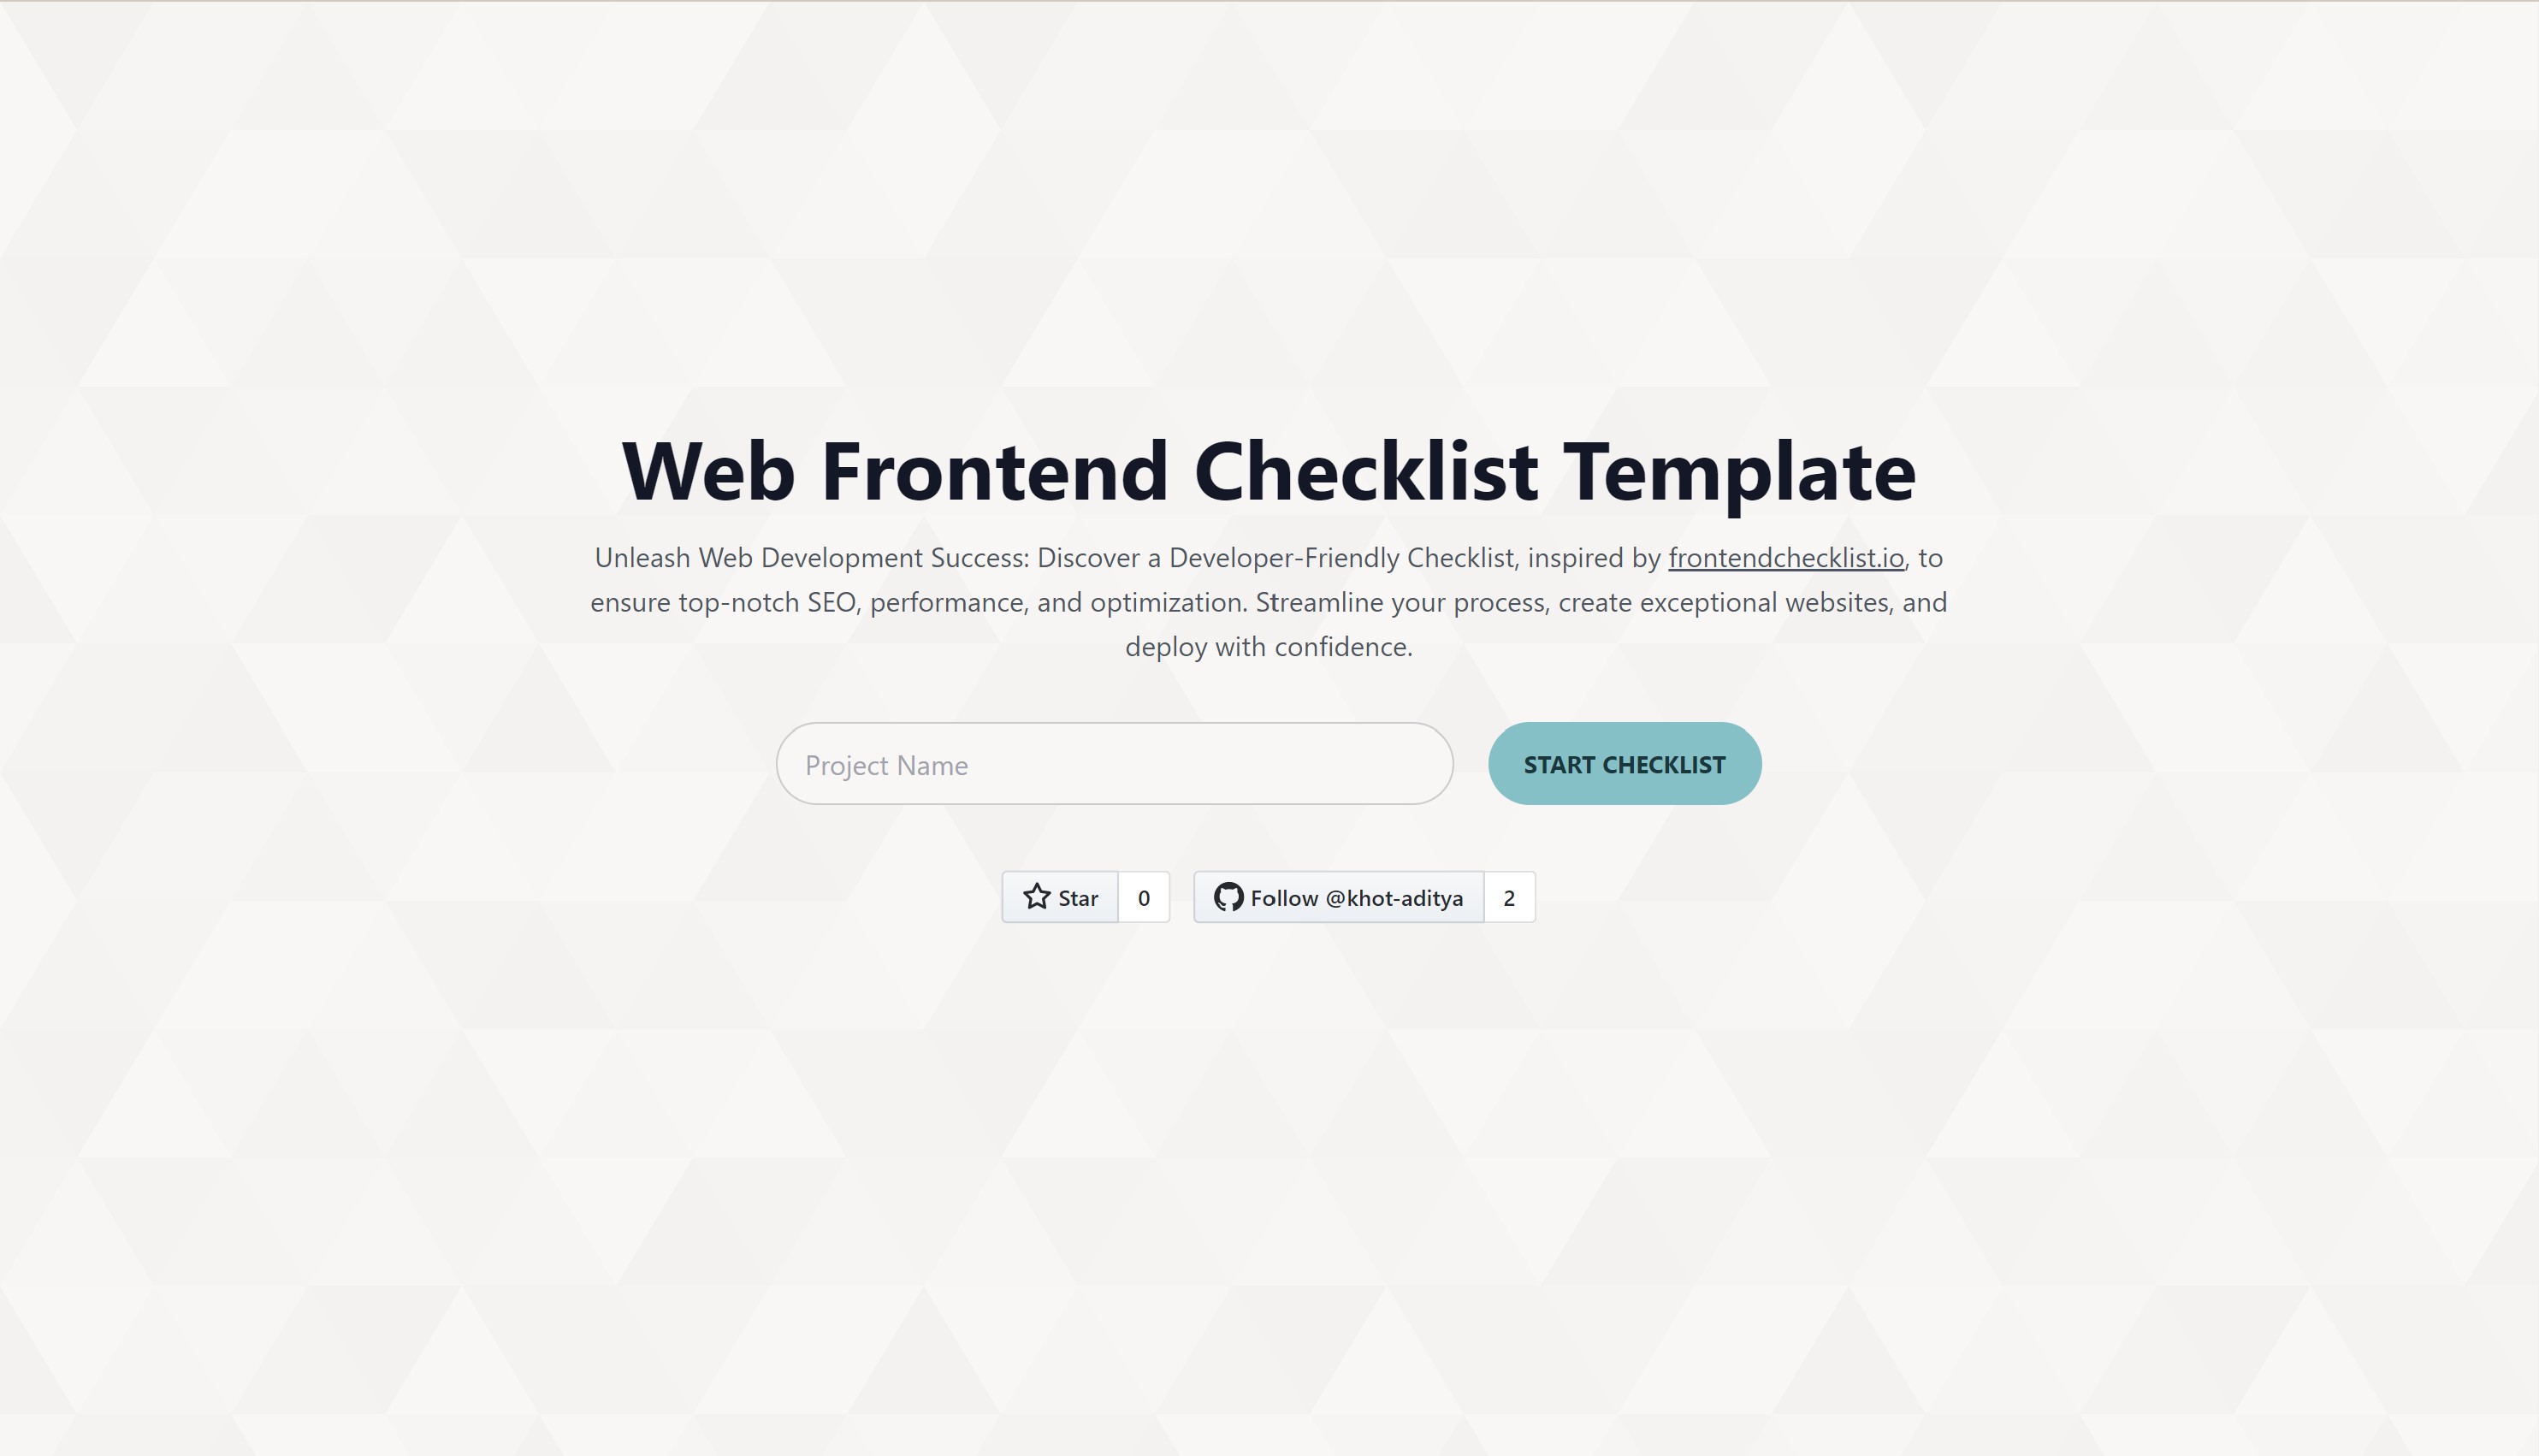 Web Frontend Checklist Template
Unleash Web Development Success: Discover a Developer-Friendly Checklist, inspired by frontendchecklist.io, to
ensure top-notch SEO, performance, and optimization. Streamline your process, create exceptional websites, and
deploy with confidence.
Project Name
START CHECKLIST
Star 0
Follow @khot-aditya 2